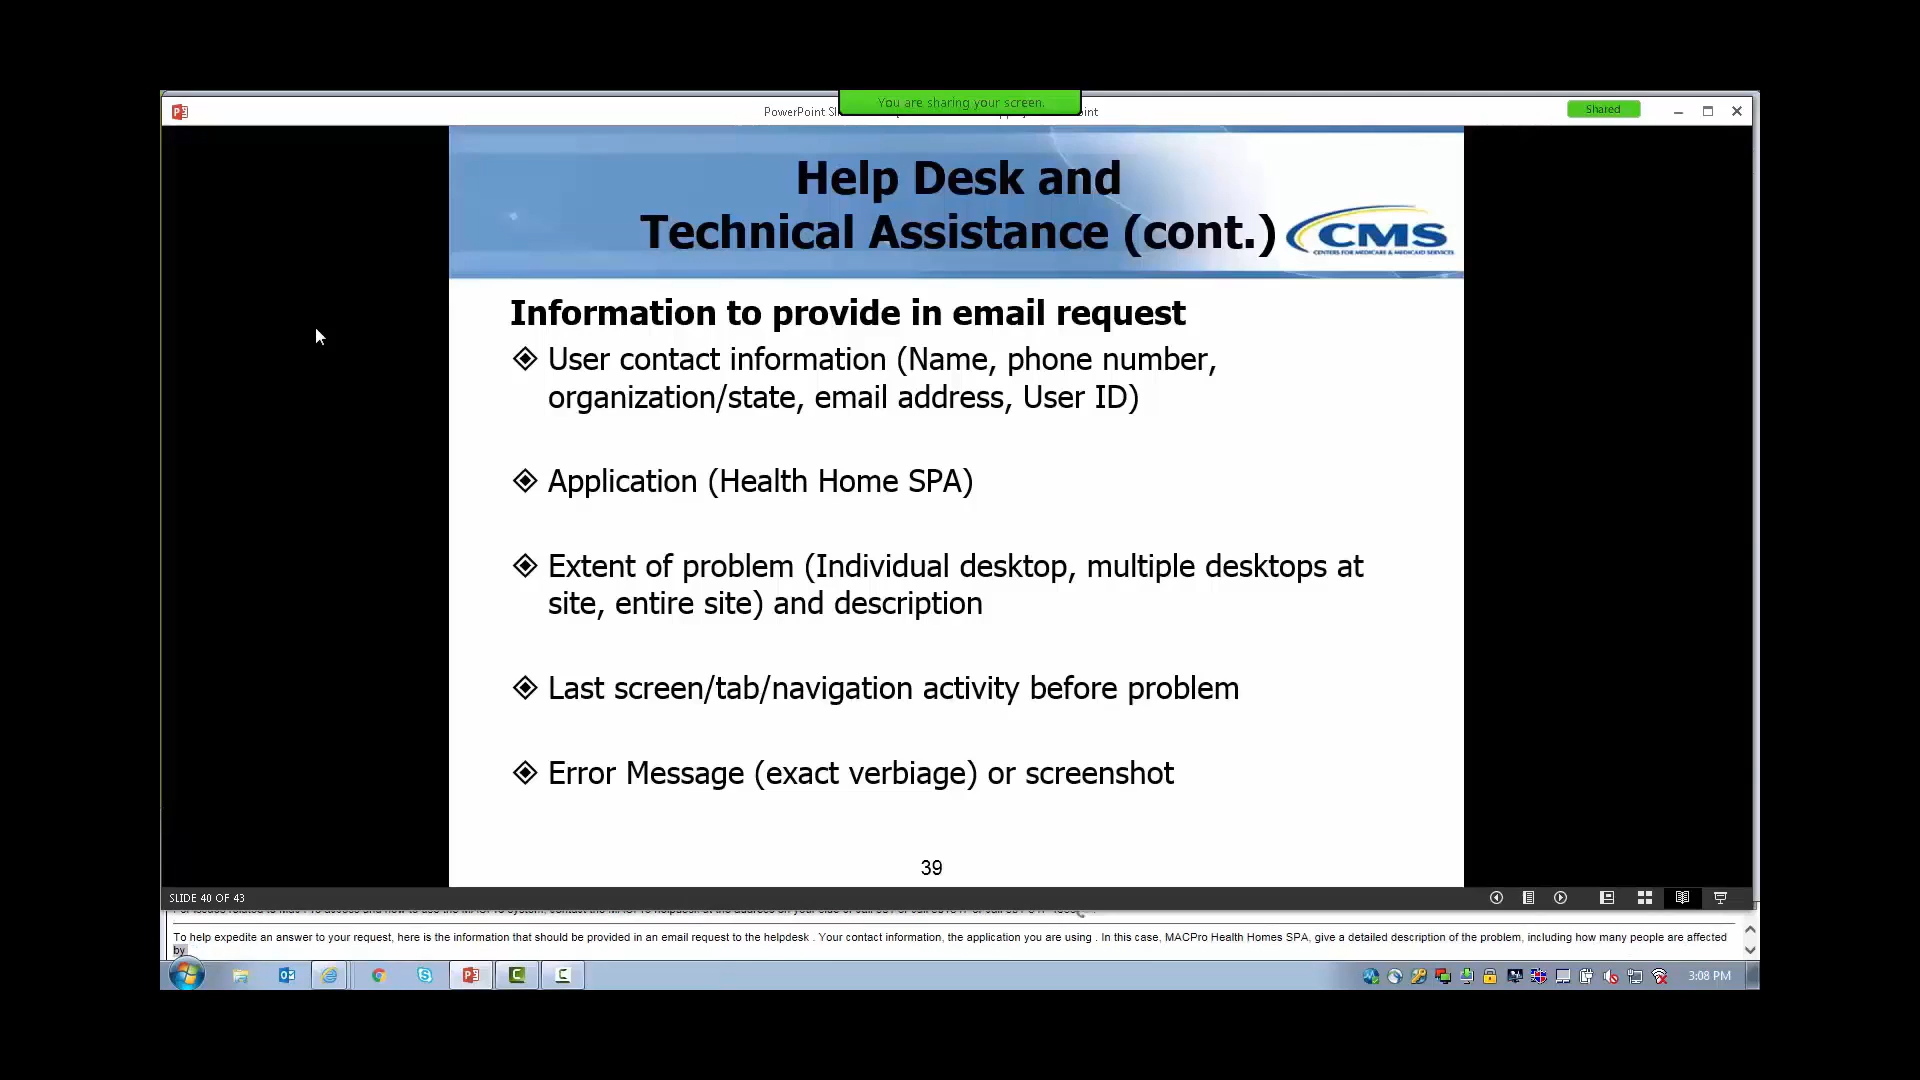 You are sharing your screen.
PowerPoint Sl
Shared
Help Desk and
Technical Assistance (cont.)
CMS
CENTERS FOR MEDICARE & MEDICAID SERVICES
Information to provide in email request
User contact information (Name, phone number,
organization/state, email address, User ID)
Application (Health Home SPA)
Extent of problem (Individual desktop, multiple desktops at
site, entire site) and description
Last screen/tab/navigation activity before problem
Error Message (exact verbiage) or screenshot
39
SLIDE 40 OF 43
To help expedite an answer to your request, here is the information that should be provided in an email request to the helpdesk . Your contact information, the application you are using . In this case, MACPro Health Homes SPA, give a detailed description of the problem, including how many people are affected
by
3:08 PM